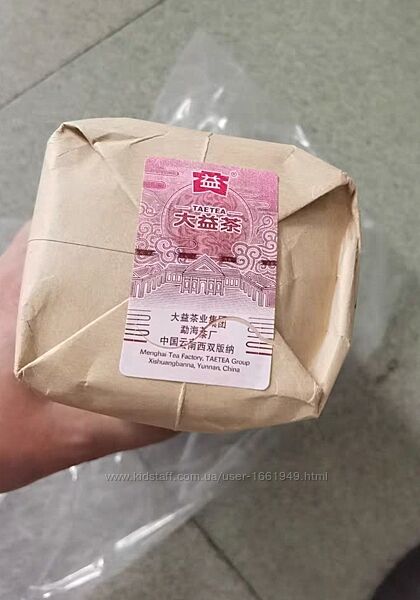 益
TAETEA
大益茶
大益茶业集团
勐海茶厂
中国云南西双版纳
Menghai Tea Factory, TAETEA Group
Xishuangbanna, Yunnan, China
www.kidstaff.com.ua/user-1661949.html